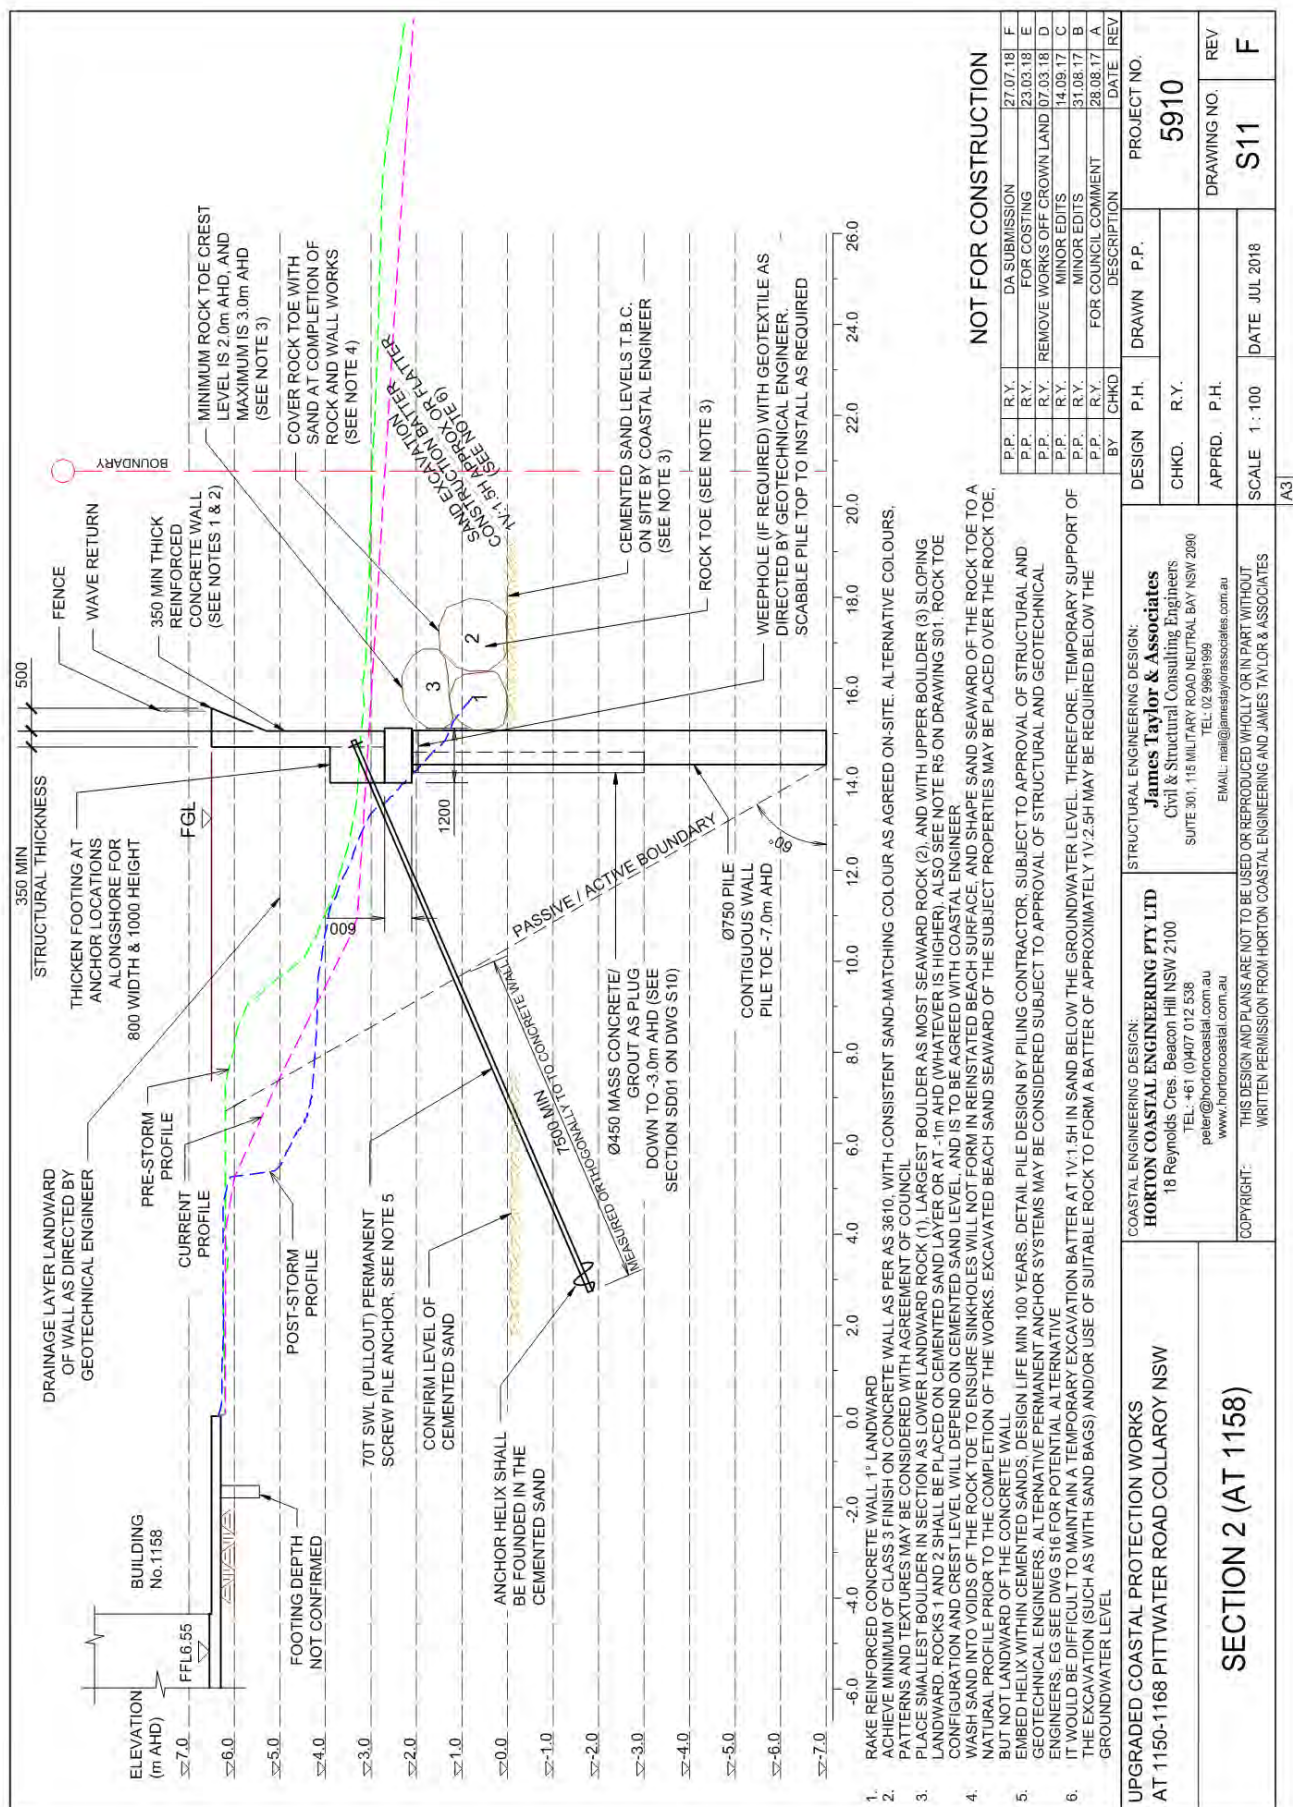 350 MIN
STRUCTURAL THICKNESS
500
DRAINAGE LAYER LANDWARD
OF WALL AS DIRECTED BY
GEOTECHNICAL ENGINEER
THICKEN FOOTING AT
ANCHOR LOCATIONS
ALONGSHORE FOR
800 WIDTH & 1000 HEIGHT
FENCE
WAVE RETURN
350 MIN THICK
REINFORCED
CONCRETE WALL
(SEE NOTES 1 & 2)
BOUNDARY
MINIMUM ROCK TOE CREST
LEVEL IS 2.0m AHD, AND
MAXIMUM IS 3.0m AHD
(SEE NOTE 3)
COVER ROCK TOE WITH
SAND AT COMPLETION OF
ROCK AND WALL WORKS
(SEE NOTE 4)
SAND EXCAVATION
CONSTRUCTION BATTER
1V:1.5H APPROX OR FLATTER
(SEE NOTE 6)
CEMENTED SAND LEVELS T.B.C.
ON SITE BY COASTAL ENGINEER
(SEE NOTE 3)
ROCK TOE (SEE NOTE 3)
WEEPHOLE (IF REQUIRED) WITH GEOTEXTILE AS
DIRECTED BY GEOTECHNICAL ENGINEER.
SCABBLE PILE TOP TO INSTALL AS REQUIRED
FGL
PRE-STORM
PROFILE
CURRENT
PROFILE
POST-STORM
PROFILE
BUILDING
No.1158
FFL6.55
FOOTING DEPTH
NOT CONFIRMED
ELEVATION
(m AHD)
7.0
6.0
5.0
4.0
3.0
2.0
1.0
0.0
-1.0
-2.0
-3.0
-4.0
-5.0
-6.0
-7.0
600
1200
1
2
3
60°
PASSIVE / ACTIVE BOUNDARY
70T SWL (PULLOUT) PERMANENT
SCREW PILE ANCHOR, SEE NOTE 5
CONFIRM LEVEL OF
CEMENTED SAND
ANCHOR HELIX SHALL
BE FOUNDED IN THE
CEMENTED SAND
7500 MIN
MEASURED ORTHOGONALLY TO TO CONCRETE WALL
Ø450 MASS CONCRETE/
GROUT AS PLUG
DOWN TO -3.0m AHD (SEE
SECTION SD01 ON DWG S10)
Ø750 PILE
CONTIGUOUS WALL
PILE TOE -7.0m AHD
-6.0 -4.0 -2.0 0.0 2.0 4.0 6.0 8.0 10.0 12.0 14.0 16.0 18.0 20.0 22.0 24.0 26.0
1. RAKE REINFORCED CONCRETE WALL 1° LANDWARD
2. ACHIEVE MINIMUM OF CLASS 3 FINISH ON CONCRETE WALL AS PER AS 3610, WITH CONSISTENT SAND-MATCHING COLOUR AS AGREED ON-SITE. ALTERNATIVE COLOURS,
PATTERNS AND TEXTURES MAY BE CONSIDERED WITH AGREEMENT OF COUNCIL
3. PLACE SMALLEST BOULDER IN SECTION AS LOWER LANDWARD ROCK (1), LARGEST BOULDER AS MOST SEAWARD ROCK (2), AND WITH UPPER BOULDER (3) SLOPING
LANDWARD. ROCKS 1 AND 2 SHALL BE PLACED ON CEMENTED SAND LAYER OR AT -1m AHD (WHATEVER IS HIGHER). ALSO SEE NOTE R5 ON DRAWING S01. ROCK TOE
CONFIGURATION AND CREST LEVEL WILL DEPEND ON CEMENTED SAND LEVEL, AND IS TO BE AGREED WITH COASTAL ENGINEER
4. WASH SAND INTO VOIDS OF THE ROCK TOE TO ENSURE SINKHOLES WILL NOT FORM IN REINSTATED BEACH SURFACE, AND SHAPE SAND SEAWARD OF THE ROCK TOE TO A
NATURAL PROFILE PRIOR TO THE COMPLETION OF THE WORKS. EXCAVATED BEACH SAND SEAWARD OF THE SUBJECT PROPERTIES MAY BE PLACED OVER THE ROCK TOE,
BUT NOT LANDWARD OF THE CONCRETE WALL
5. EMBED HELIX WITHIN CEMENTED SANDS, DESIGN LIFE MIN 100 YEARS. DETAIL PILE DESIGN BY PILING CONTRACTOR, SUBJECT TO APPROVAL OF STRUCTURAL AND
GEOTECHNICAL ENGINEERS. ALTERNATIVE PERMANENT ANCHOR SYSTEMS MAY BE CONSIDERED SUBJECT TO APPROVAL OF STRUCTURAL AND GEOTECHNICAL
ENGINEERS, EG SEE DWG S16 FOR POTENTIAL ALTERNATIVE
6. IT WOULD BE DIFFICULT TO MAINTAIN A TEMPORARY EXCAVATION BATTER AT 1V:1.5H IN SAND BELOW THE GROUNDWATER LEVEL. THEREFORE, TEMPORARY SUPPORT OF
THE EXCAVATION (SUCH AS WITH SAND BAGS) AND/OR USE OF SUITABLE ROCK TO FORM A BATTER OF APPROXIMATELY 1V:2.5H MAY BE REQUIRED BELOW THE
GROUNDWATER LEVEL
NOT FOR CONSTRUCTION
P.P. R.Y. DA SUBMISSION 27.07.18 F
P.P. R.Y. FOR COSTING 23.03.18 E
P.P. R.Y. REMOVE WORKS OFF CROWN LAND 07.03.18 D
P.P. R.Y. MINOR EDITS 14.09.17 C
P.P. R.Y. MINOR EDITS 31.08.17 B
P.P. R.Y. FOR COUNCIL COMMENT 28.08.17 A
BY CHKD DESCRIPTION DATE REV
UPGRADED COASTAL PROTECTION WORKS
AT 1150-1168 PITTWATER ROAD COLLAROY NSW
SECTION 2 (AT 1158)
COASTAL ENGINEERING DESIGN:
HORTON COASTAL ENGINEERING PTY LTD
18 Reynolds Cres. Beacon Hill NSW 2100
TEL: +61 (0)407 012 538
peter@hortoncoastal.com.au
www.hortoncoastal.com.au
STRUCTURAL ENGINEERING DESIGN:
James Taylor & Associates
Civil & Structural Consulting Engineers
SUITE 301, 115 MILITARY ROAD NEUTRAL BAY NSW 2090
TEL: 02 99691999
EMAIL: mail@jamestaylorassociates.com.au
COPYRIGHT: THIS DESIGN AND PLANS ARE NOT TO BE USED OR REPRODUCED WHOLLY OR IN PART WITHOUT
WRITTEN PERMISSION FROM HORTON COASTAL ENGINEERING AND JAMES TAYLOR & ASSOCIATES
DESIGN P.H. DRAWN P.P.
CHKD. R.Y.
APPRD. P.H.
SCALE 1 : 100 DATE JUL 2018
PROJECT NO.
5910
DRAWING NO. REV
S11 F
A3